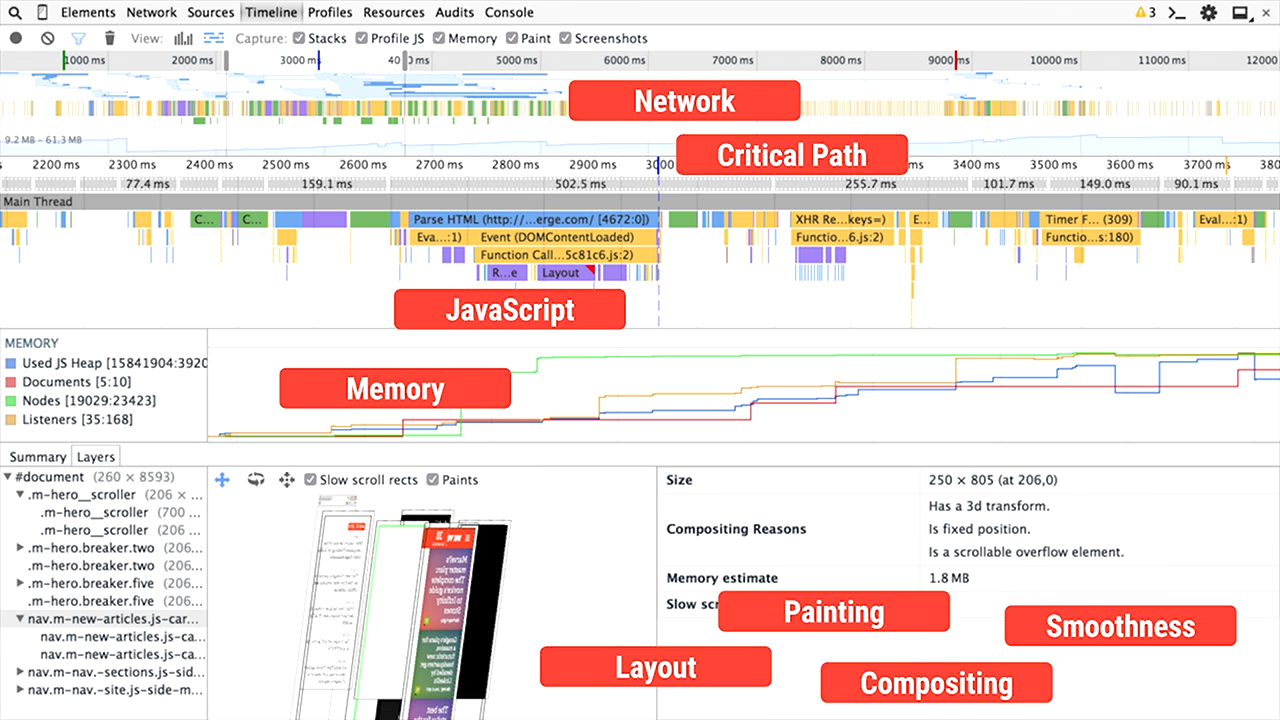 Elements Network Sources Timeline Profiles Resources Audits Console 3
View: Capture: Stacks Profile JS Memory Paint Screenshots
1000 ms 2000 ms 3000 ms 5000 ms 6000 ms 7000 ms 8000 ms 9000 ms 10000 ms 11000 ms 12000
Network
9.2 MB – 61.3 MB
Critical Path
2200 ms 2300 ms 2400 ms 2500 ms 2600 ms 2700 ms 2800 ms 2900 ms 3400 ms 3500 ms 3600 ms 3700 ms
77.4 ms 159.1 ms 502.5 ms 255.7 ms 101.7 ms 149.0 ms 90.1 ms
Main Thread
C... C... Parse HTML (http://...erge.com/ [4672:0]) XHR Re...keys=) E... Timer F... (309) Eval...:1)
Eva...:1) Event (DOMContentLoaded) Functio...6.js:2) Functio...s:180)
Function Call...5c81c6.js:2)
R...e Layout
JavaScript
MEMORY
Used JS Heap [15841904:3920
Documents [5:10]
Nodes [19029:23423]
Listeners [35:168]
Memory
Summary Layers
#document (260 × 8593)
.m-hero__scroller (206 × ...
.m-hero__scroller (700 ...
.m-hero__scroller (206 ...
.m-hero.breaker.two (206...
.m-hero.breaker.two (206...
.m-hero.breaker.five (206...
.m-hero.breaker.five (206...
nav.m-new-articles.js-car...
nav.m-new-articles.js-ca...
nav.m-new-articles.js-ca...
nav.m-nav.-sections.js-sid...
nav.m-nav.-site.js-side-m...
Slow scroll rects Paints
Size 250 × 805 (at 206,0)
Compositing Reasons
Has a 3d transform.
Is fixed position.
Is a scrollable overflow element.
Memory estimate 1.8 MB
Slow
Painting
Smoothness
Layout
Compositing